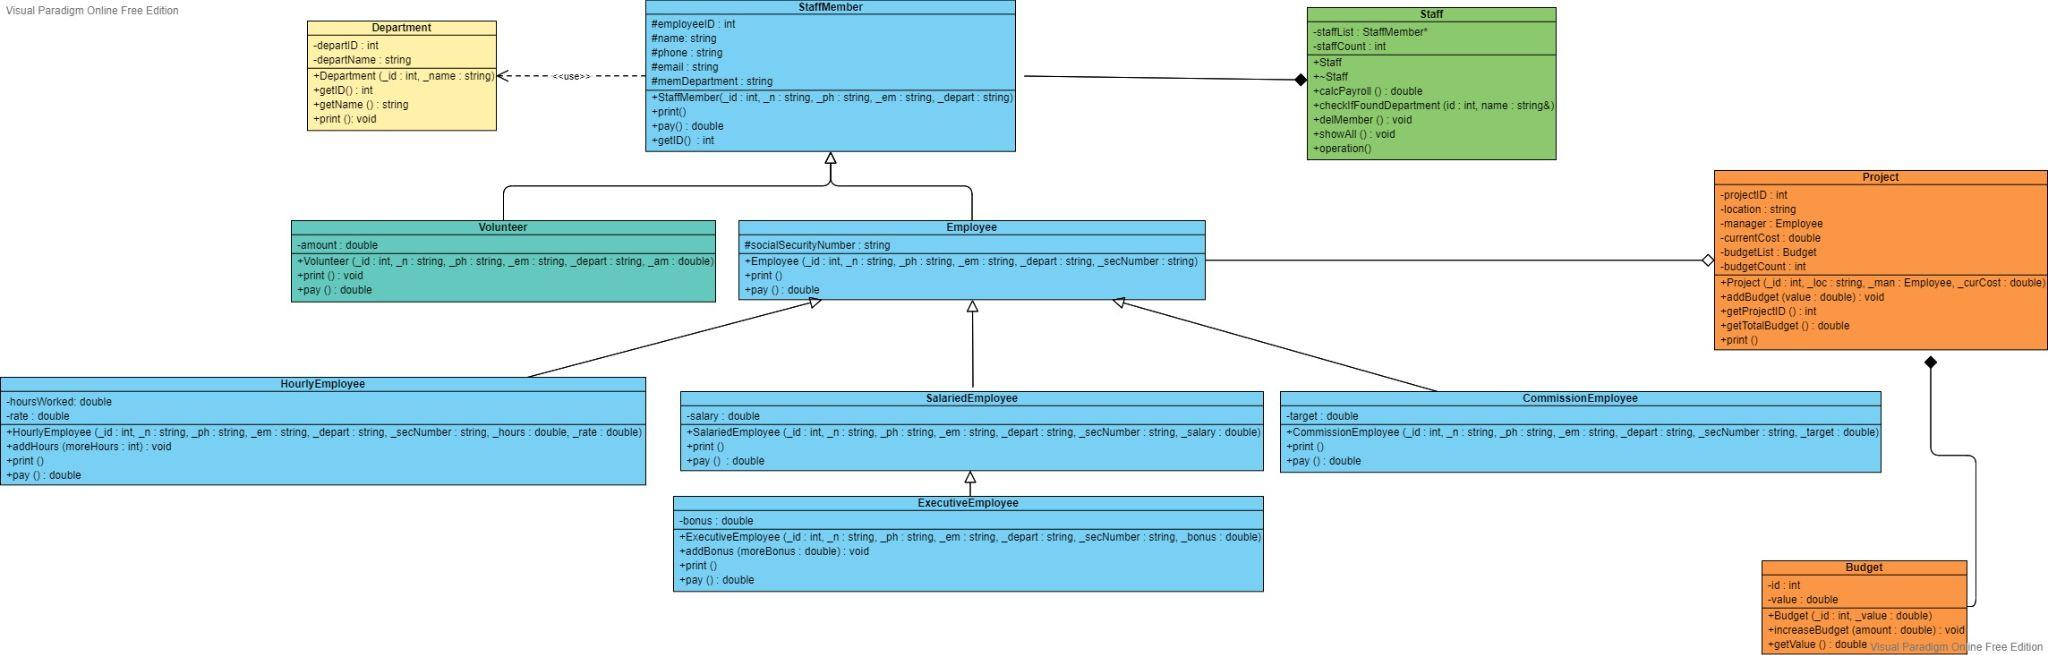 Visual Paradigm Online Free Edition
Department
-departID : int
-departName : string
+Department (_id : int, _name : string)
+getID() : int
+getName () : string
+print (): void
<<use>>
StaffMember
#employeeID : int
#name: string
#phone : string
#email : string
#memDepartment : string
+StaffMember(_id : int, _n : string, _ph : string, _em : string, _depart : string)
+print()
+pay() : double
+getID()  : int
Staff
-staffList : StaffMember*
-staffCount : int
+Staff
+~Staff
+calcPayroll () : double
+checkIfFoundDepartment (id : int, name : string&)
+delMember () : void
+showAll () : void
+operation()
Volunteer
-amount : double
+Volunteer (_id : int, _n : string, _ph : string, _em : string, _depart : string, _am : double)
+print () : void
+pay () : double
Employee
#socialSecurityNumber : string
+Employee (_id : int, _n : string, _ph : string, _em : string, _depart : string, _secNumber : string)
+print ()
+pay () : double
Project
-projectID : int
-location : string
-manager : Employee
-currentCost : double
-budgetList : Budget
-budgetCount : int
+Project (_id : int, _loc : string, _man : Employee, _curCost : double)
+addBudget (value : double) : void
+getProjectID () : int
+getTotalBudget () : double
+print ()
HourlyEmployee
-hoursWorked: double
-rate : double
+HourlyEmployee (_id : int, _n : string, _ph : string, _em : string, _depart : string, _secNumber : string, _hours : double, _rate : double)
+addHours (moreHours : int) : void
+print ()
+pay () : double
SalariedEmployee
-salary : double
+SalariedEmployee (_id : int, _n : string, _ph : string, _em : string, _depart : string, _secNumber : string, _salary : double)
+print ()
+pay ()  : double
CommissionEmployee
-target : double
+CommissionEmployee (_id : int, _n : string, _ph : string, _em : string, _depart : string, _secNumber : string, _target : double)
+print ()
+pay () : double
ExecutiveEmployee
-bonus : double
+ExecutiveEmployee (_id : int, _n : string, _ph : string, _em : string, _depart : string, _secNumber : string, _bonus : double)
+addBonus (moreBonus : double) : void
+print ()
+pay () : double
Budget
-id : int
-value : double
+Budget (_id : int, _value : double)
+increaseBudget (amount : double) : void
+getValue () : double
Visual Paradigm Online Free Edition